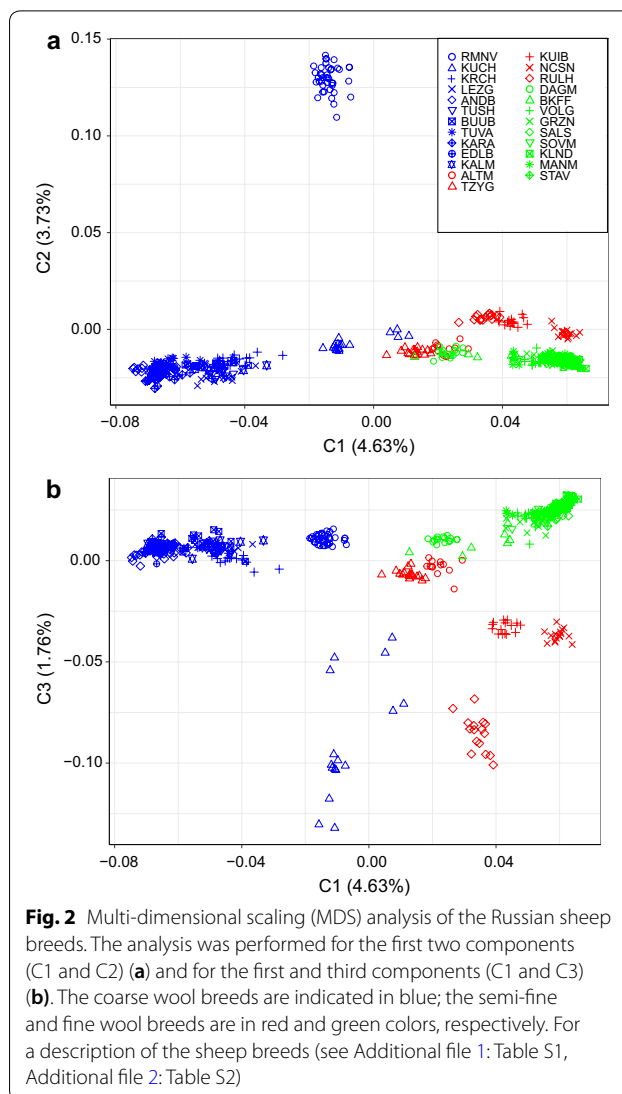 a
0.15
0.10
0.05
0.00
C2 (3.73%)
−0.08 −0.04 0.00 0.04
C1 (4.63%)
RMNV
KUCH
KRCH
LEZG
ANDB
TUSH
BUUB
TUVA
KARA
EDLB
KALM
ALTM
TZYG
KUIB
NCSN
RULH
DAGM
BKFF
VOLG
GRZN
SALS
SOVM
KLND
MANM
STAV
b
0.00
−0.05
−0.10
C3 (1.76%)
−0.08 −0.04 0.00 0.04
C1 (4.63%)
Fig. 2 Multi-dimensional scaling (MDS) analysis of the Russian sheep
breeds. The analysis was performed for the first two components
(C1 and C2) (a) and for the first and third components (C1 and C3)
(b). The coarse wool breeds are indicated in blue; the semi-fine
and fine wool breeds are in red and green colors, respectively. For
a description of the sheep breeds (see Additional file 1: Table S1,
Additional file 2: Table S2)